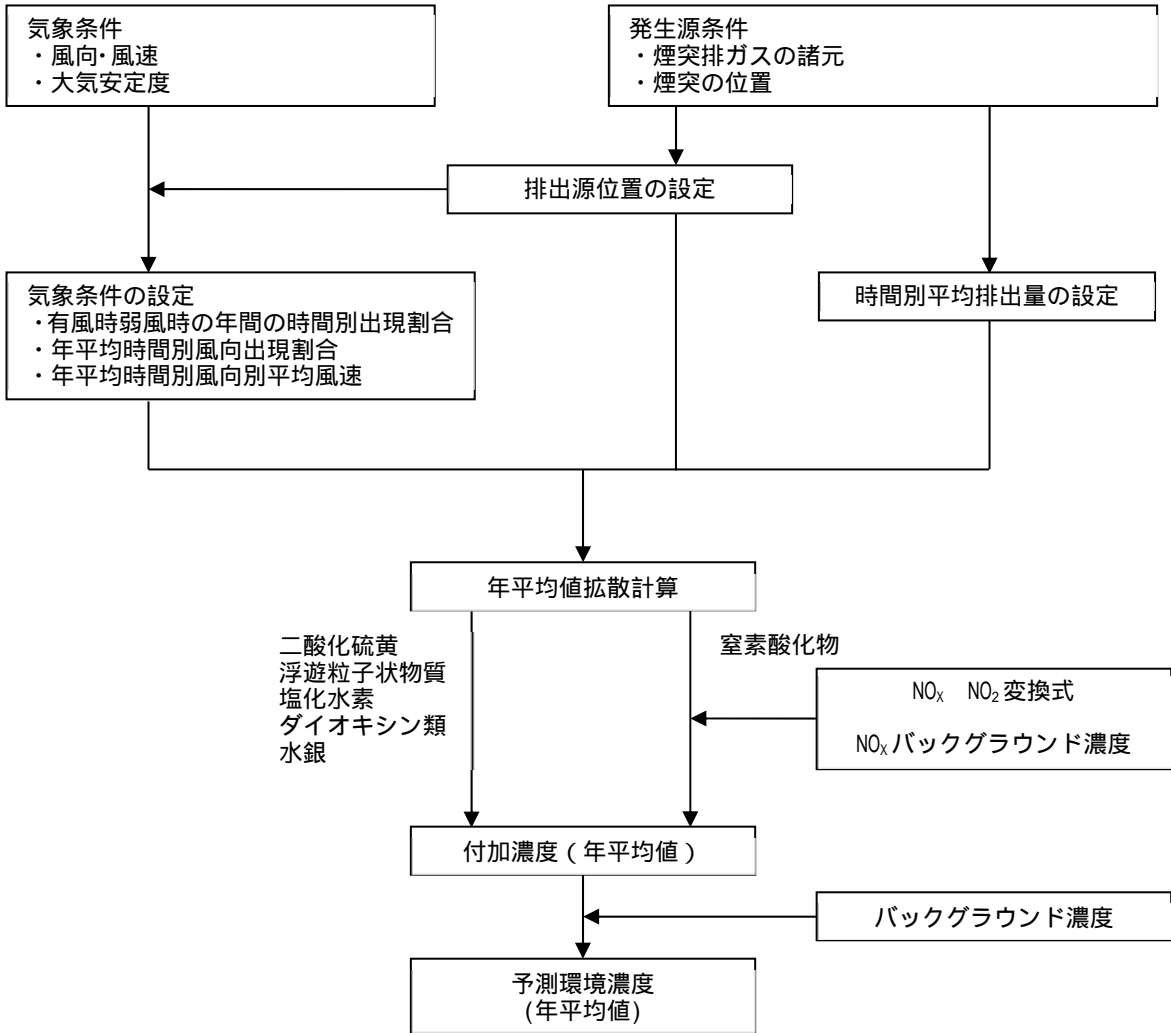 気象条件
・風向・風速
・大気安定度
発生源条件
・煙突排ガスの諸元
・煙突の位置
排出源位置の設定
気象条件の設定
・有風時弱風時の年間の時間別出現割合
・年平均時間別風向出現割合
・年平均時間別風向別平均風速
時間別平均排出量の設定
年平均値拡散計算
二酸化硫黄
浮遊粒子状物質
塩化水素
ダイオキシン類
水銀
窒素酸化物
NOX NO2変換式
NOXバックグラウンド濃度
付加濃度(年平均値)
バックグラウンド濃度
予測環境濃度
(年平均値)